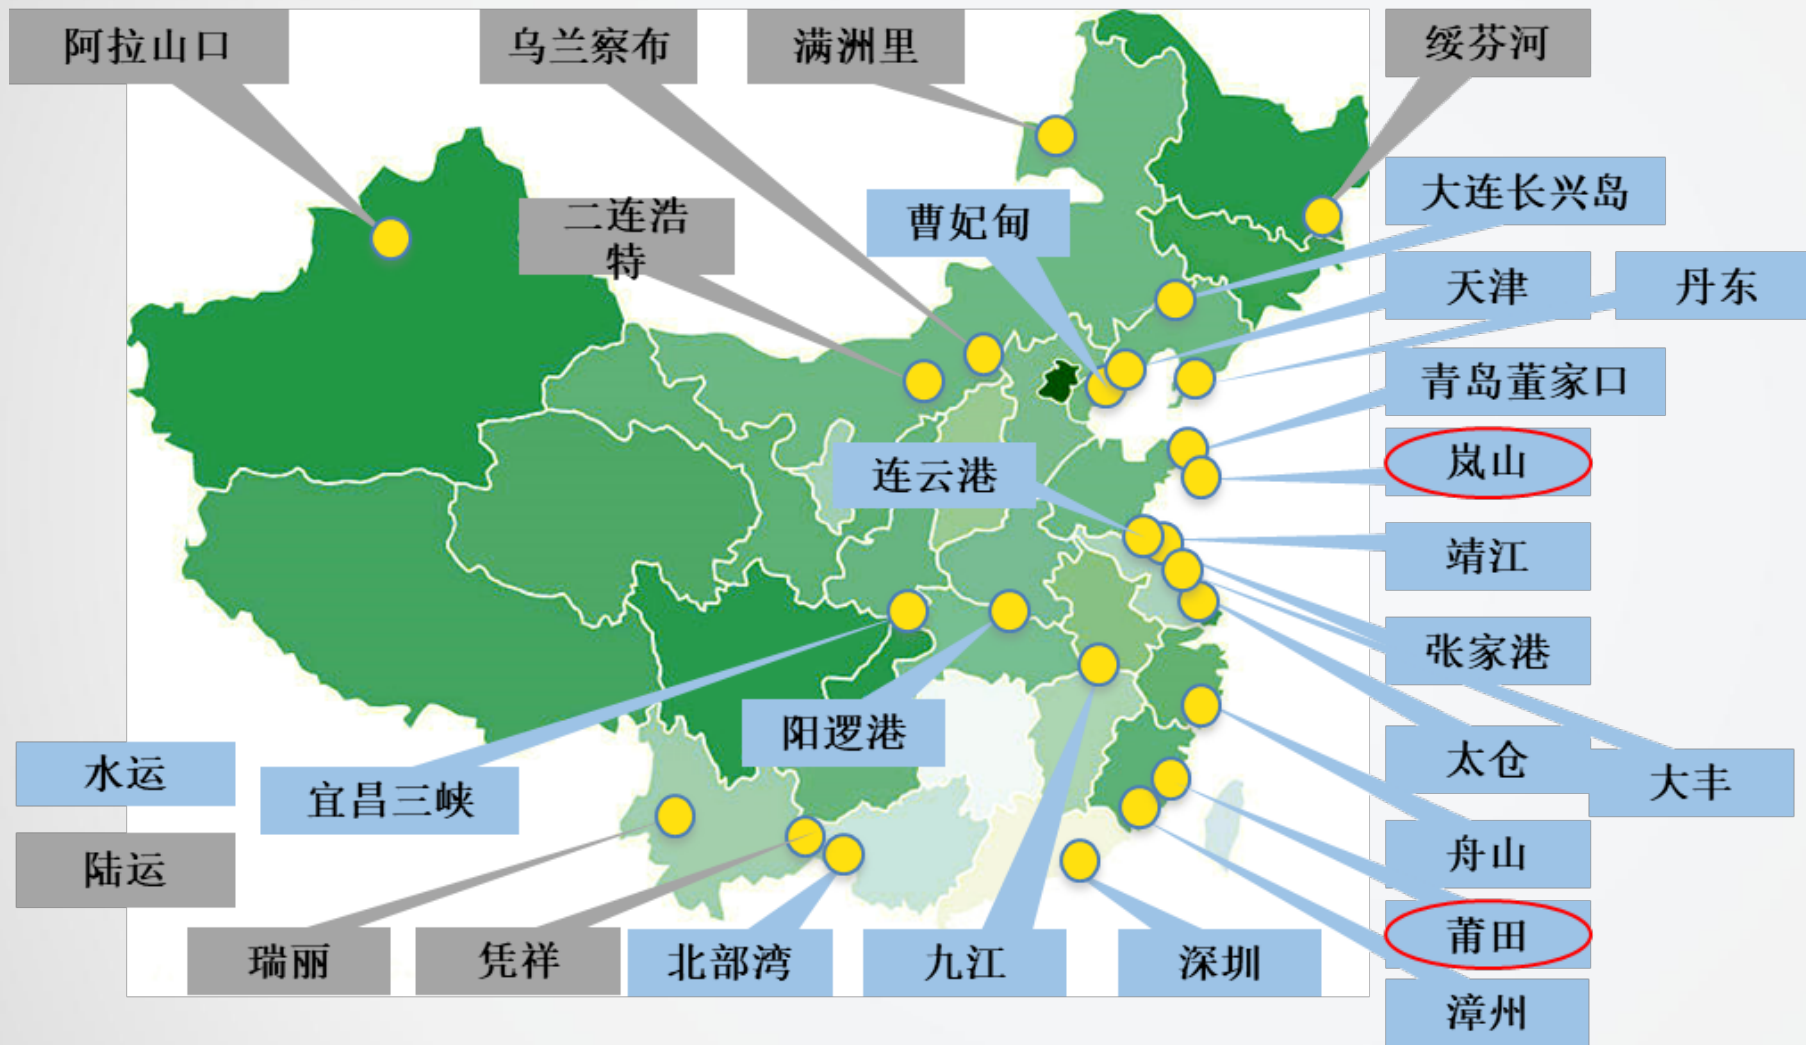 阿拉山口
乌兰察布
满洲里
绥芬河
大连长兴岛
二连浩
特
曹妃甸
天津
丹东
青岛董家口
连云港
岚山
靖江
张家港
阳逻港
太仓
大丰
水运
宜昌三峡
舟山
陆运
莆田
瑞丽
凭祥
北部湾
九江
深圳
漳州